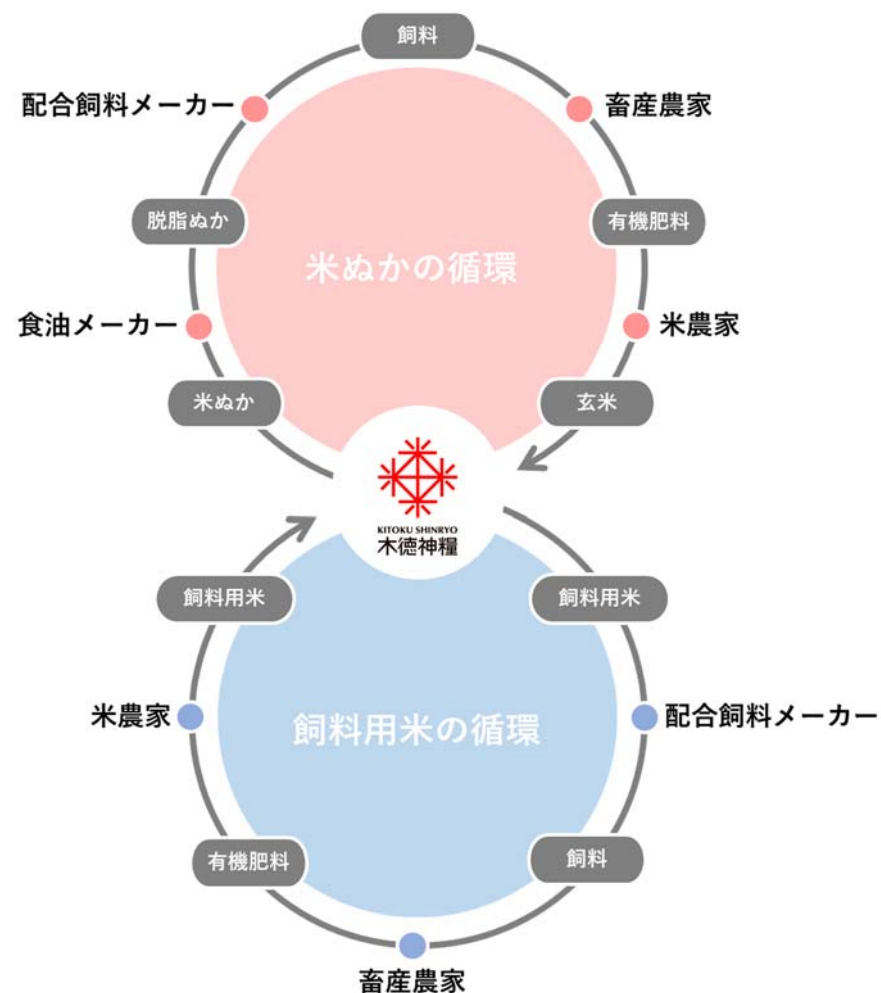 飼料
配合飼料メーカー
畜産農家
脱脂ぬか
有機肥料
米ぬかの循環
食油メーカー
米農家
米ぬか
玄米
KITOKU SHINRYO
木徳神糧
飼料用米
飼料用米
米農家
配合飼料メーカー
飼料用米の循環
有機肥料
飼料
畜産農家